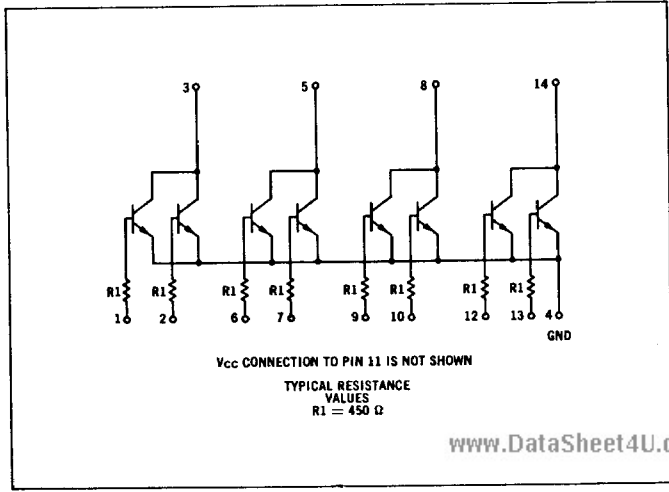 3 5 8 14
R1 R1 R1 R1 R1 R1 R1 R1
1 2 6 7 9 10 12 13 4
GND
VCC CONNECTION TO PIN 11 IS NOT SHOWN
TYPICAL RESISTANCE
VALUES
R1 = 450 Ω
www.DataSheet4U.c